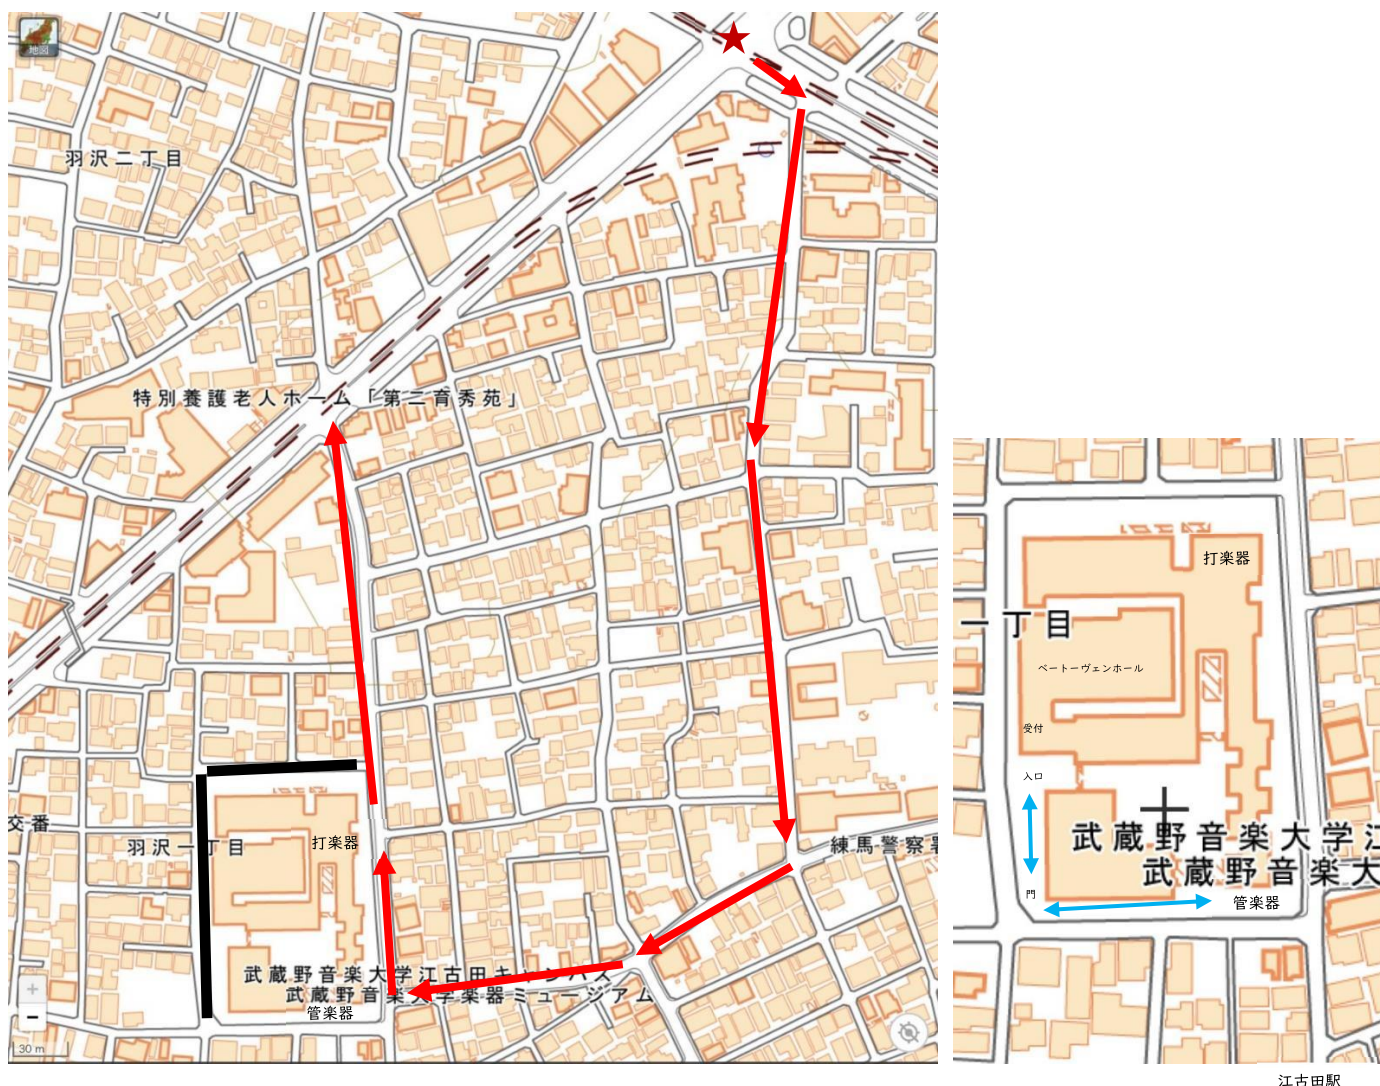 地図
羽沢二丁目
特別養護老人ホーム「第二育秀苑」
交番
羽沢一丁目
打楽器
練馬警察署
武蔵野音楽大学江古田キャンパス
武蔵野音楽大学楽器ミュージアム
管楽器
+
−
30 m
打楽器
一丁目
ベートーヴェンホール
受付
入口
武蔵野音楽大学江
武蔵野音楽大
門
管楽器
江古田駅